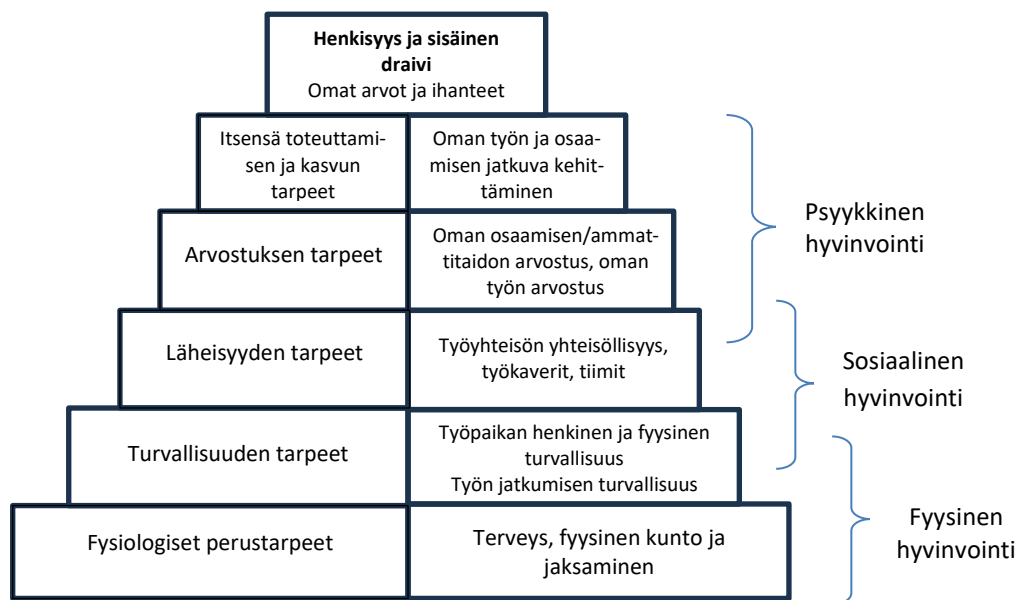 Henkisyys ja sisäinen
draivi
Omat arvot ja ihanteet
Itsensä toteuttami-
sen ja kasvun
tarpeet
Oman työn ja osaa-
misen jatkuva kehit-
täminen
Psyykkinen
hyvinvointi
Arvostuksen tarpeet
Oman osaamisen/ammat-
titaidon arvostus, oman
työn arvostus
Läheisyyden tarpeet
Työyhteisön yhteisöllisyys,
työkaverit, tiimit
Sosiaalinen
hyvinvointi
Turvallisuuden tarpeet
Työpaikan henkinen ja fyysinen
turvallisuus
Työn jatkumisen turvallisuus
Fysiologiset perustarpeet
Terveys, fyysinen kunto ja
jaksaminen
Fyysinen
hyvinvointi